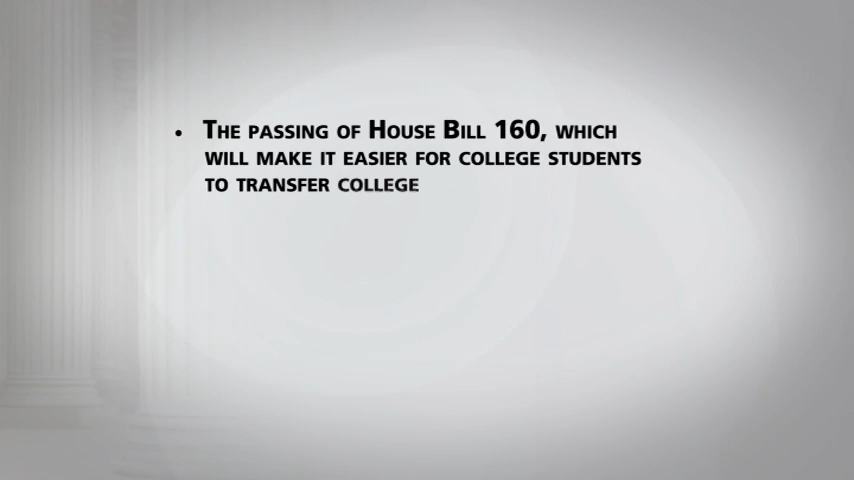 • The passing of House Bill 160, which
will make it easier for college students
to transfer college